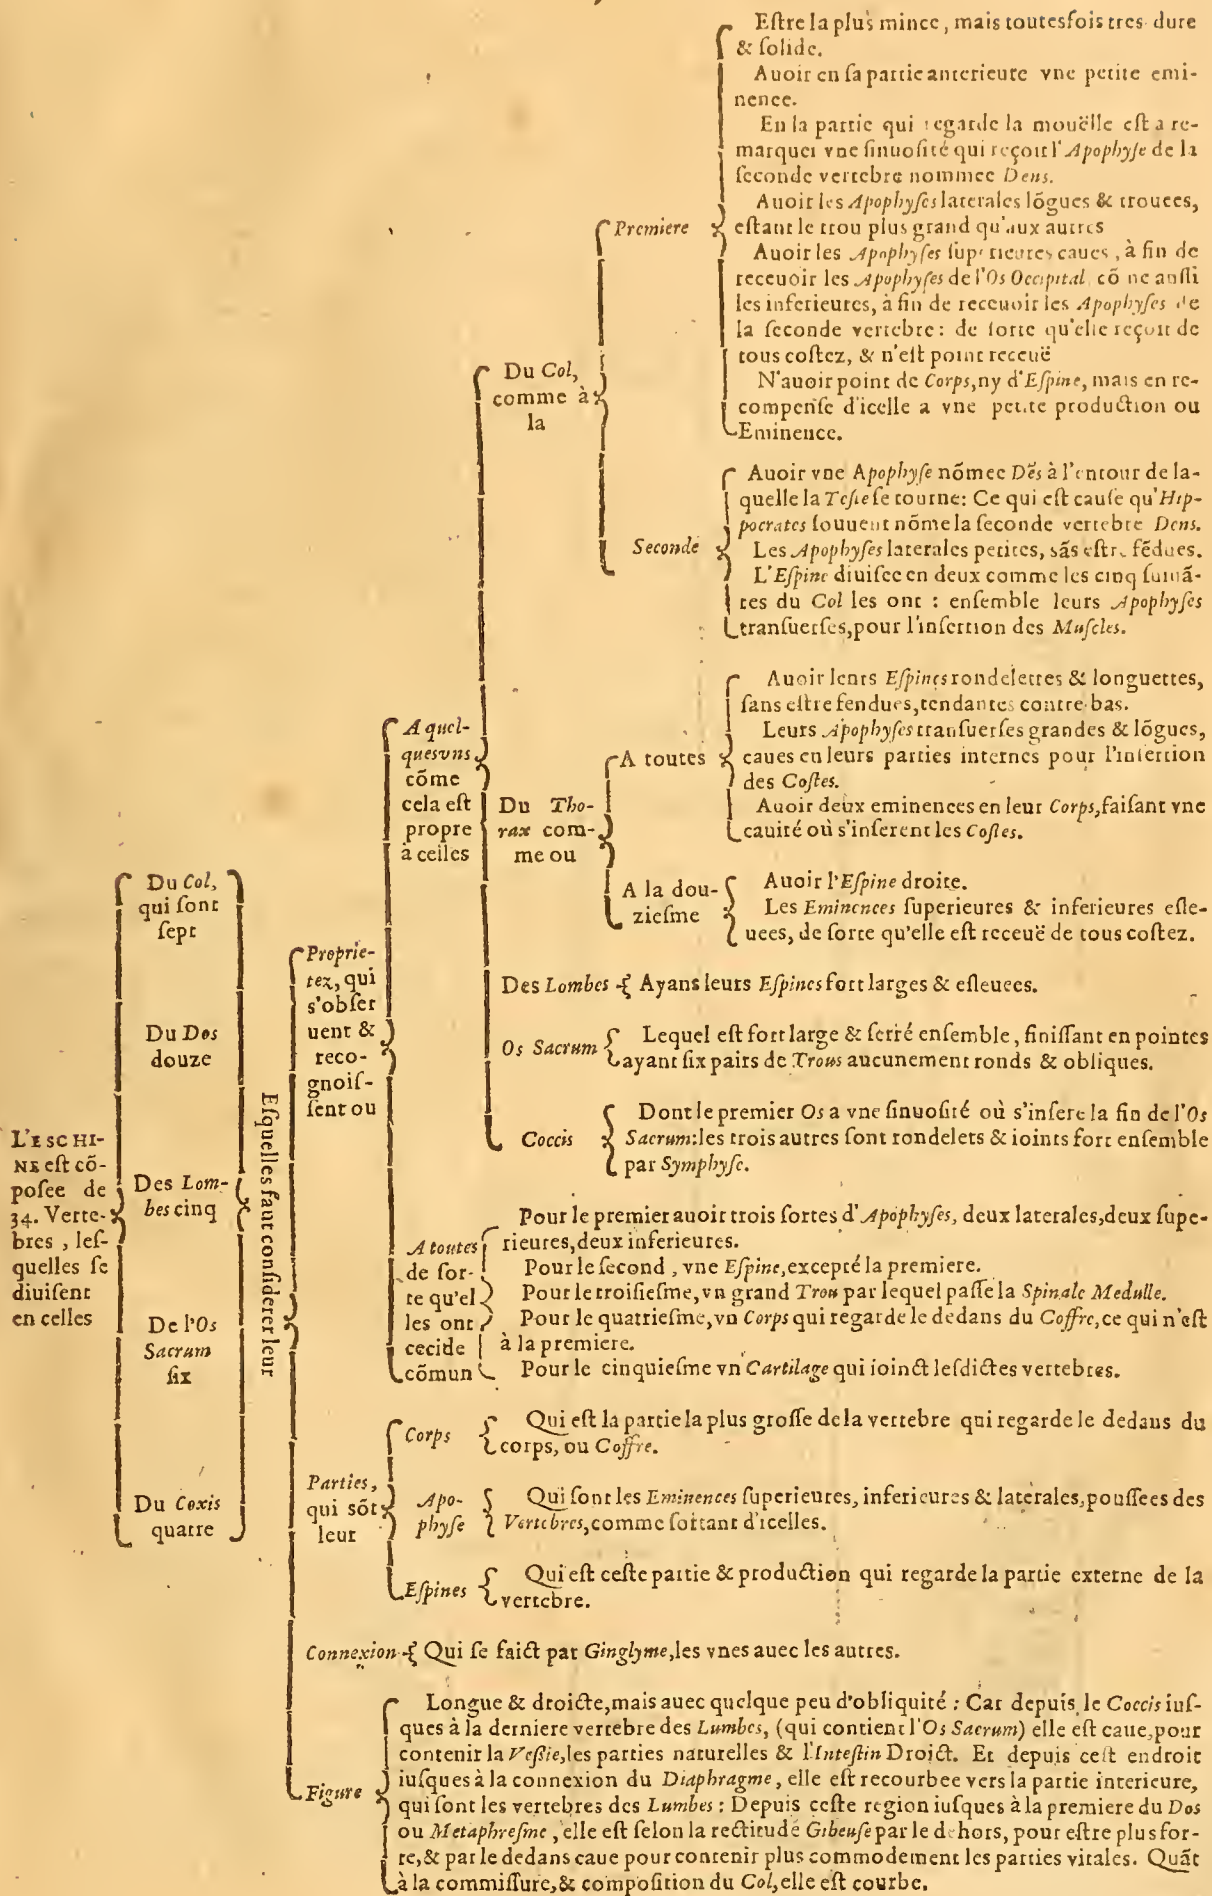 L'ESCHI-
NE est cõ-
posee de
34. Verte-
bres, les-
quelles se
diuisent
en celles
Du Col,
qui sont
sept
Du Dos
douze
Des Lom-
bes cinq
De l'Os
Sacrum
six
Du Coxis
quatre
Esquelles faut considerer leur
Proprie-
tez, qui
s'obser
uent &
reco-
gnois-
sent ou
A quel-
quesvns
cõme
cela est
propre
à celles
Du Col,
comme à
la
Premiere
Estre la plus mince, mais toutesfois tres dure
& solide.
Auoir en sa partie anterieure vne petite emi-
nence.
En la partie qui regarde la mouëlle est a re-
marquer vne sinuosité qui reçoit l'Apophyse de la
seconde vertebre nommee Dens.
Auoir les Apophyses laterales lõgues & trouees,
estant le trou plus grand qu'aux autres
Auoir les Apophyses superieures caues, à fin de
receuoir les Apophyses de l'Os Occipital, cõme aussi
les inferieures, à fin de receuoir les Apophyses de
la seconde vertebre: de sorte qu'elle reçoit de
tous costez, & n'est point receuë
N'auoir point de Corps, ny d'Espine, mais en re-
compense d'icelle a vne petite production ou
Eminence.
Seconde
Auoir vne Apophyse nõmee Dẽs à l'entour de la-
quelle la Teste se tourne: Ce qui est cause qu'Hip-
pocrates souuent nõme la seconde vertebre Dens.
Les Apophyses laterales petites, sãs estre fẽdues.
L'Espine diuisee en deux comme les cinq suiuã-
tes du Col les ont : ensemble leurs Apophyses
transuerses, pour l'insertion des Muscles.
Du Tho-
rax com-
me ou
A toutes
Auoir leurs Espines rondelettes & longuettes,
sans estre fendues, tendantes contre bas.
Leurs Apophyses transuerses grandes & lõgues,
caues en leurs parties internes pour l'insertion
des Costes.
Auoir deux eminences en leur Corps, faisant vne
cauité où s'inserent les Costes.
A la dou-
ziesme
Auoir l'Espine droite.
Les Eminences superieures & inferieures esle-
uees, de sorte qu'elle est receuë de tous costez.
Des Lombes
Ayans leurs Espines fort larges & esleuees.
Os Sacrum
Lequel est fort large & serré ensemble, finissant en pointes
ayant six pairs de Trous aucunement ronds & obliques.
Coccis
Dont le premier Os a vne sinuosité où s'insere la fin de l'Os
Sacrum: les trois autres sont rondelets & ioints fort ensemble
par Symphyse.
A toutes
de sor-
te qu'el
les ont
cecide
cõmun
Pour le premier auoir trois sortes d'Apophyses, deux laterales, deux supe-
rieures, deux inferieures.
Pour le second, vne Espine, excepté la premiere.
Pour le troisiesme, vn grand Trou par lequel passe la Spinale Medulle.
Pour le quatriesme, vn Corps qui regarde le dedans du Coffre, ce qui n'est
à la premiere.
Pour le cinquiesme vn Cartilage qui ioinct lesdictes vertebres.
Parties,
qui sõt
leur
Corps
Qui est la partie la plus grosse de la vertebre qui regarde le dedans du
corps, ou Coffre.
Apo-
physe
Qui sont les Eminences superieures, inferieures & laterales, poussees des
Vertebres, comme sortant d'icelles.
Espines
Qui est ceste partie & production qui regarde la partie externe de la
vertebre.
Connexion
Qui se faict par Ginglyme, les vnes auec les autres.
Figure
Longue & droicte, mais auec quelque peu d'obliquité : Car depuis le Coccis ius-
ques à la derniere vertebre des Lumbes, (qui contient l'Os Sacrum) elle est caue, pour
contenir la Vessie, les parties naturelles & l'Intestin Droict. Et depuis cest endroit
iusques à la connexion du Diaphragme, elle est recourbee vers la partie interieure,
qui sont les vertebres des Lumbes : Depuis ceste region iusques à la premiere du Dos
ou Metaphresme, elle est selon la rectitude Gibeuse par le dehors, pour estre plus for-
te, & par le dedans caue pour contenir plus commodement les parties vitales. Quãt
à la commissure, & composition du Col, elle est courbe.